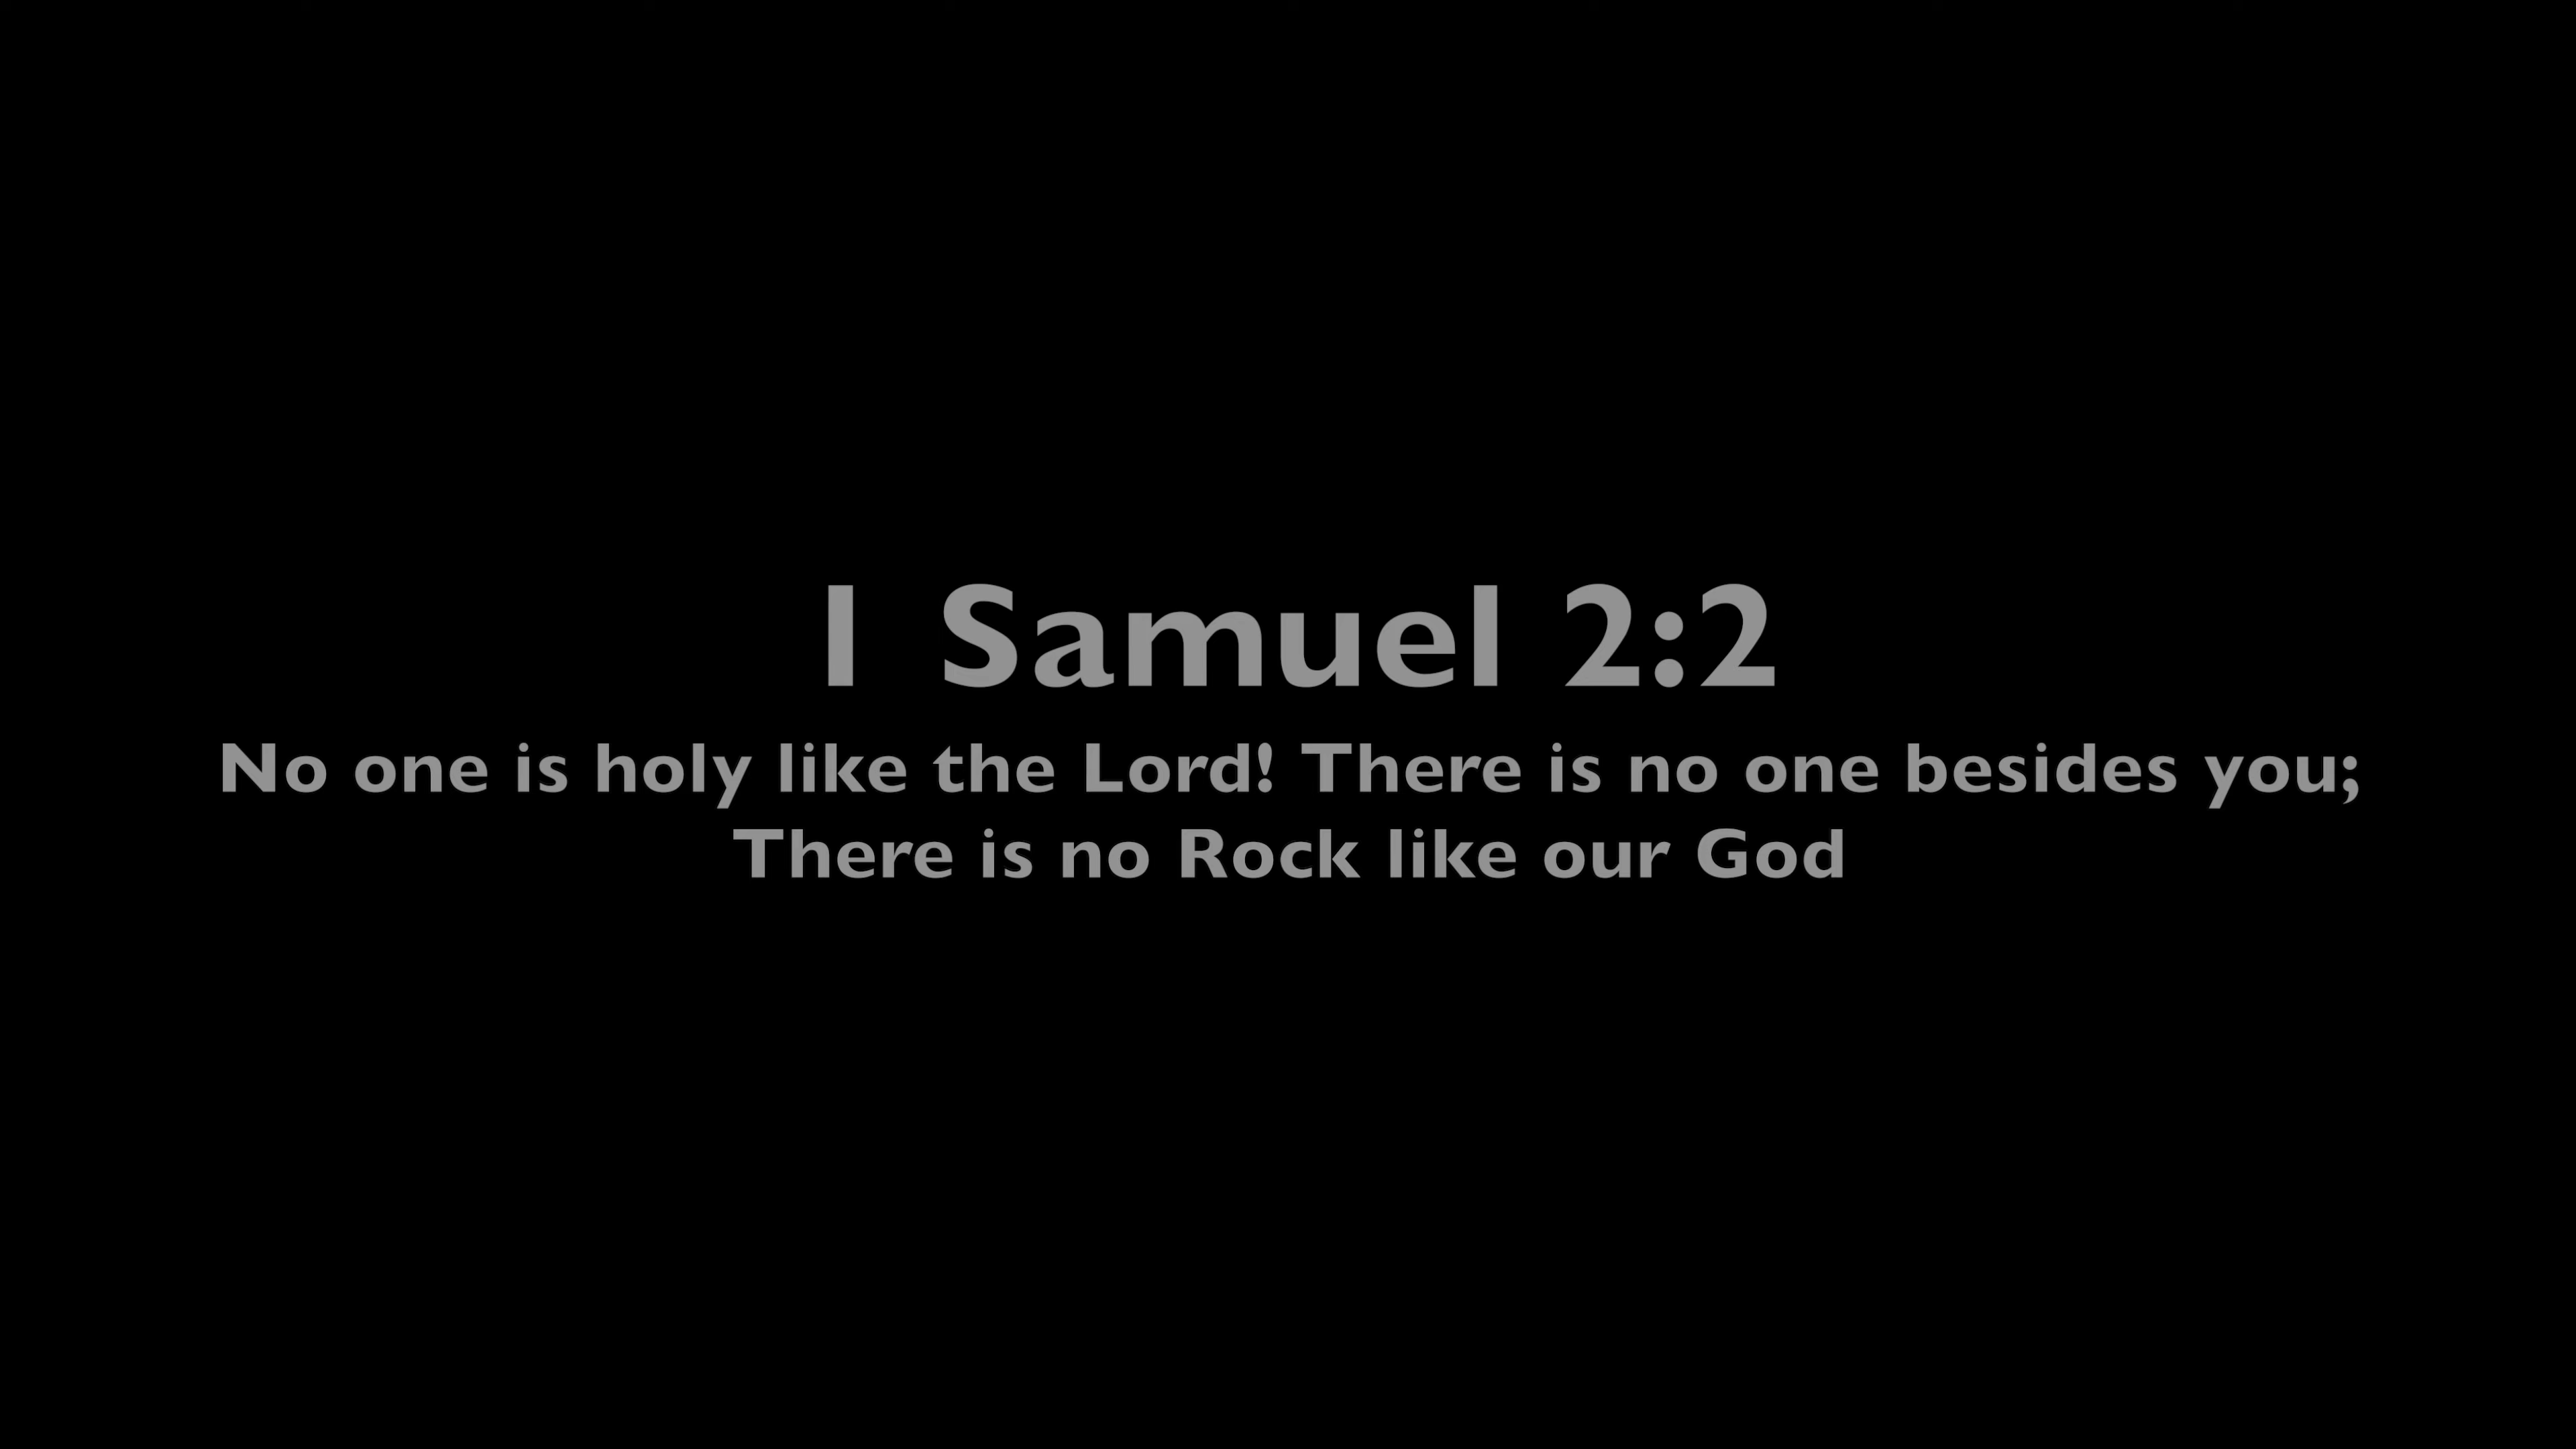 1 Samuel 2:2
No one is holy like the Lord! There is no one besides you;
There is no Rock like our God